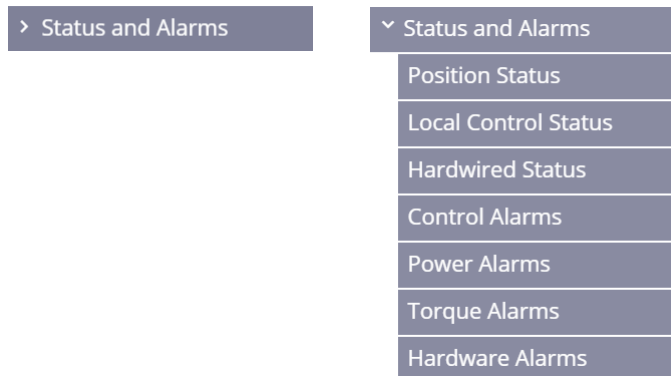 Status and Alarms
Status and Alarms
Position Status
Local Control Status
Hardwired Status
Control Alarms
Power Alarms
Torque Alarms
Hardware Alarms